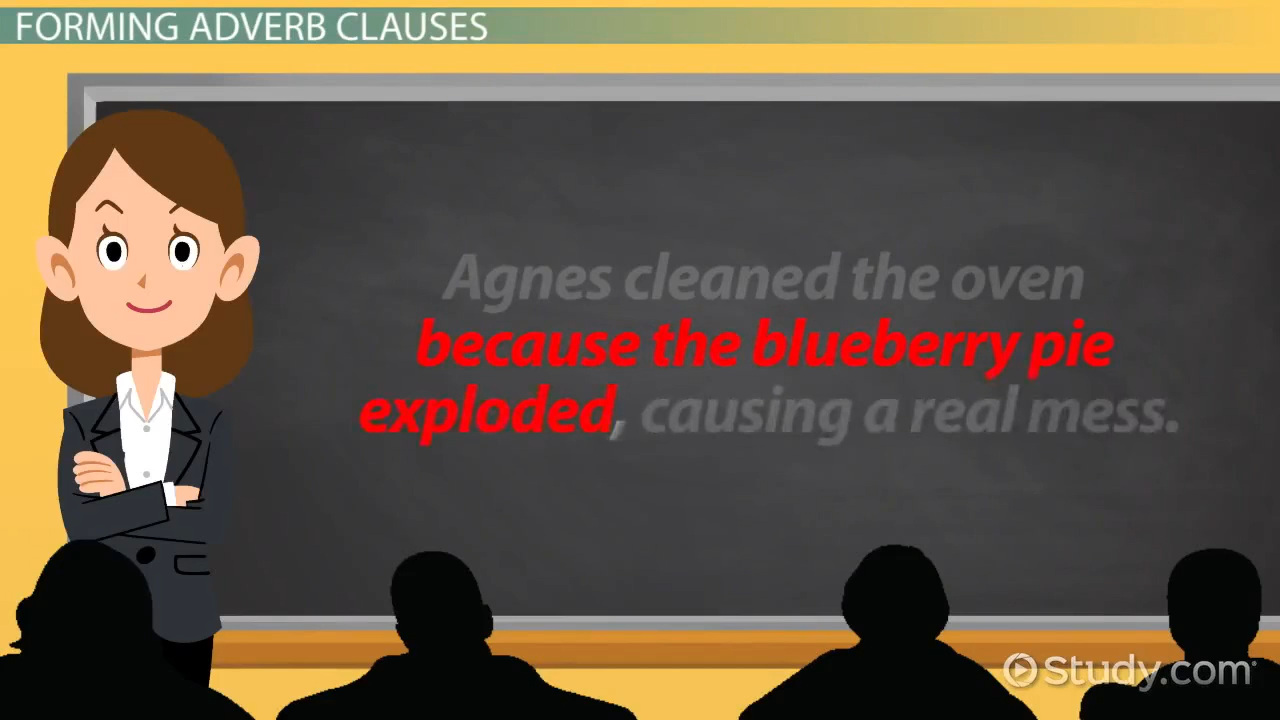 FORMING ADVERB CLAUSES
Agnes cleaned the oven
because the blueberry pie
exploded, causing a real mess.
Study.com